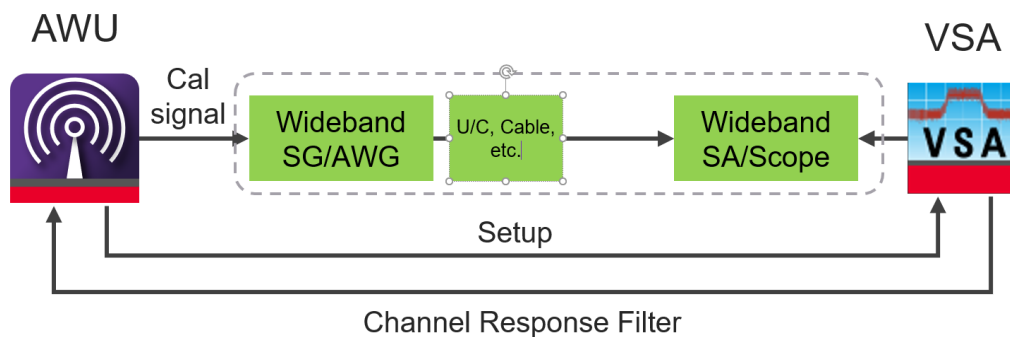 AWU
VSA
Cal
signal
Wideband
SG/AWG
U/C, Cable,
etc.
Wideband
SA/Scope
VSA
Setup
Channel Response Filter